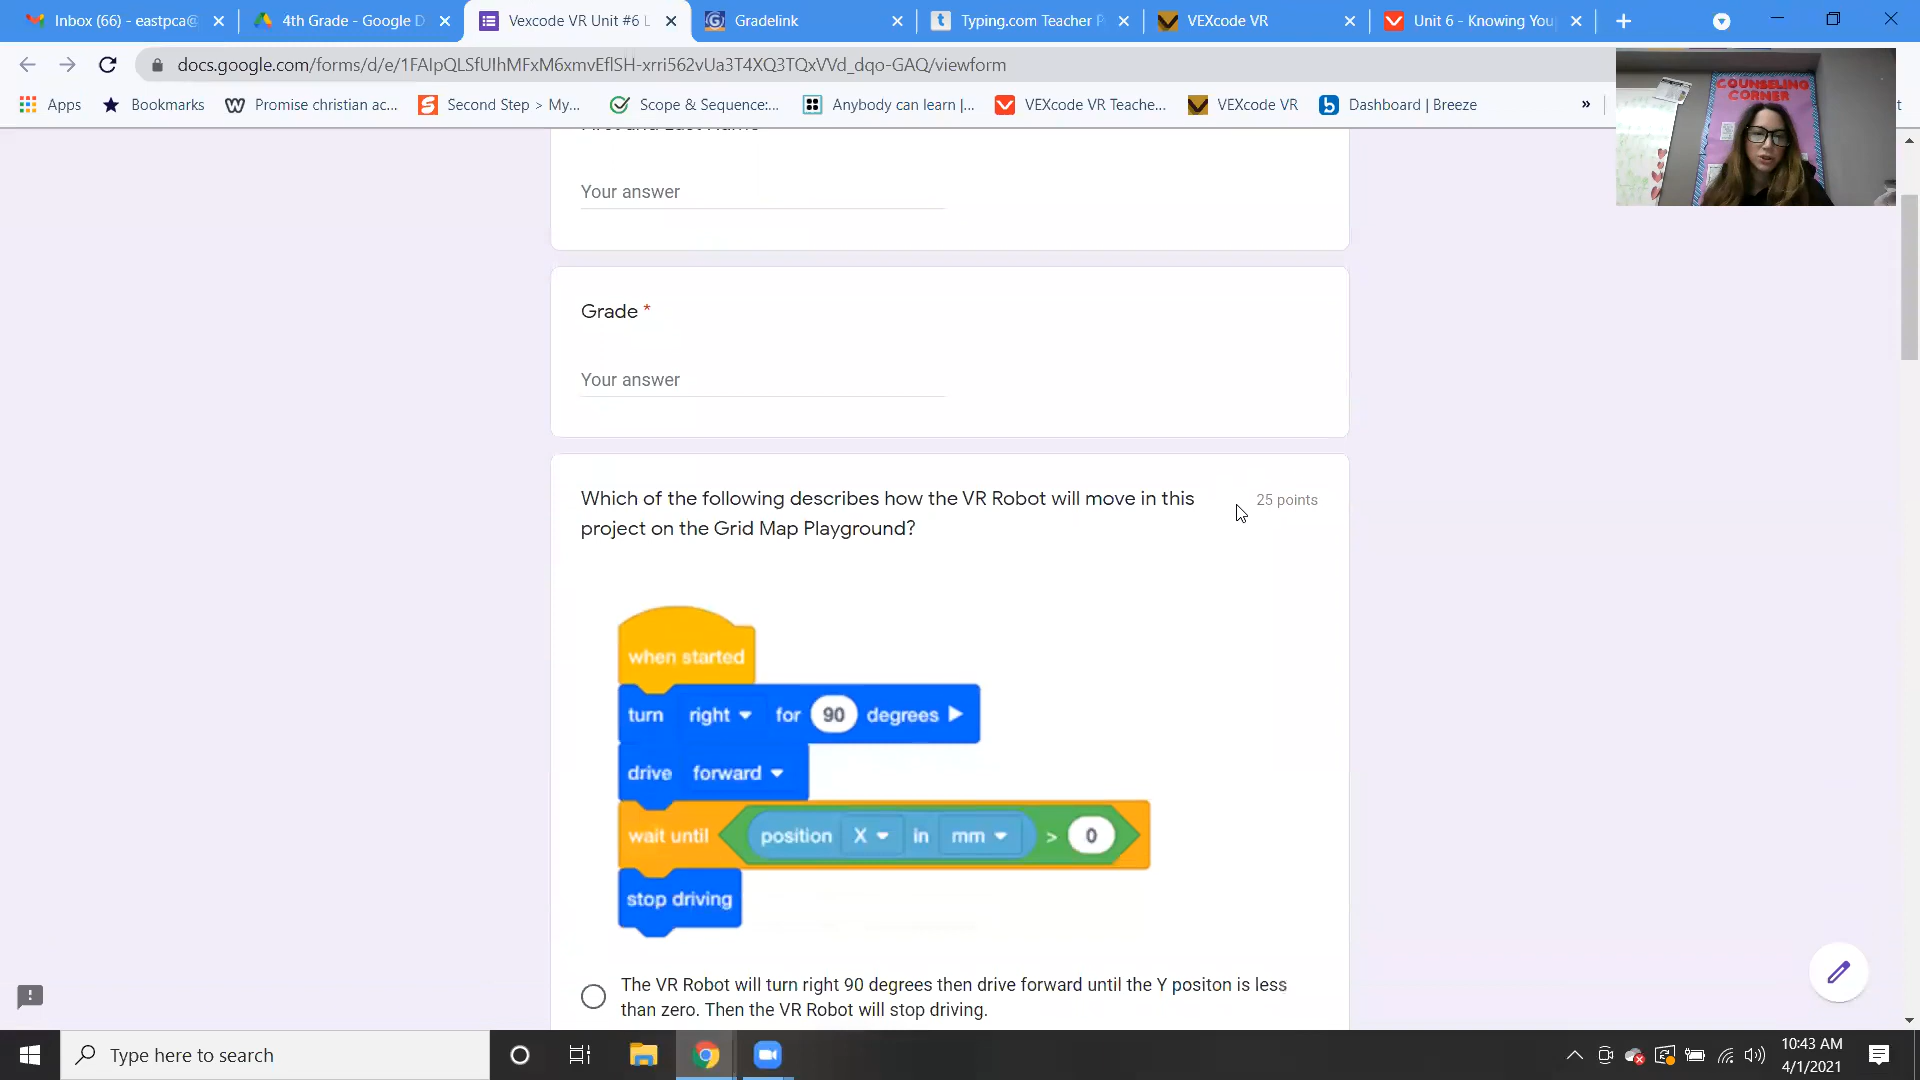 Inbox (66) - eastpca@
4th Grade - Google D
Vexcode VR Unit #6 L
Gradelink
Typing.com Teacher P
VEXcode VR
Unit 6 - Knowing You
docs.google.com/forms/d/e/1FAIpQLSfUIhMFxM6xmvEflSH-xrri562vUa3T4XQ3TQxVVd_dqo-GAQ/viewform
Apps
Bookmarks
Promise christian ac...
Second Step > My...
Scope & Sequence:...
Anybody can learn |...
VEXcode VR Teache...
VEXcode VR
Dashboard | Breeze
»
COUNSELING
CORNER
First and Last Name
Your answer
Grade *
Your answer
Which of the following describes how the VR Robot will move in this
project on the Grid Map Playground?
25 points
when started
turn right for 90 degrees
drive forward
wait until position X in mm > 0
stop driving
The VR Robot will turn right 90 degrees then drive forward until the Y positon is less
than zero. Then the VR Robot will stop driving.
Type here to search
10:43 AM
4/1/2021